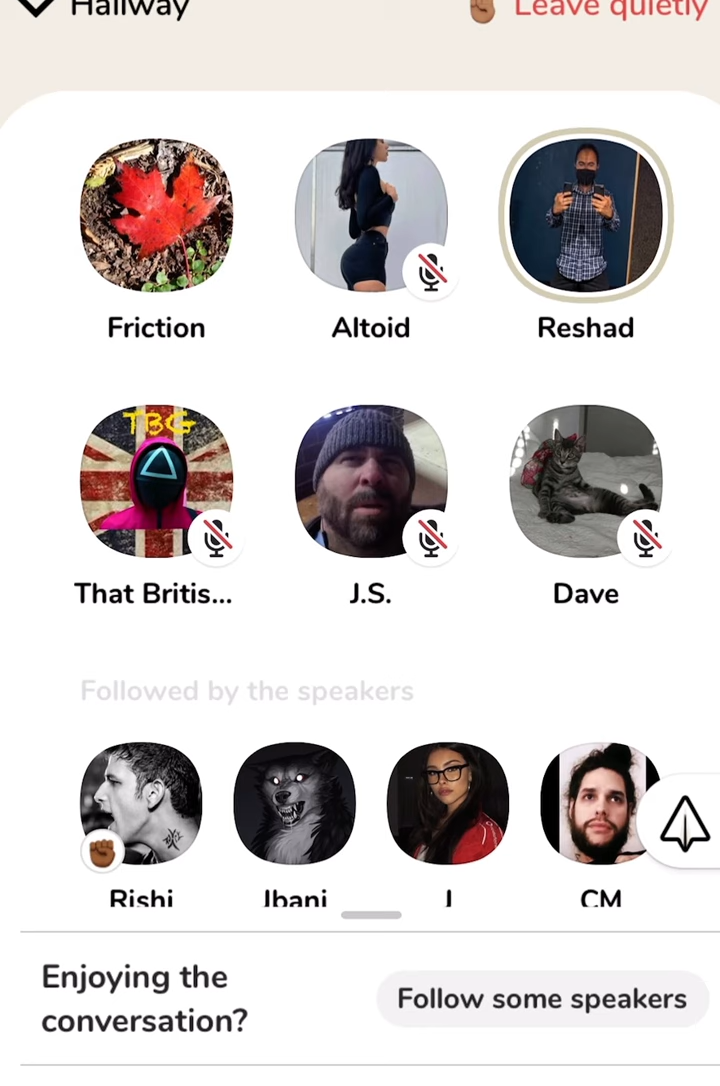 Hallway
Leave quietly
Friction
Altoid
Reshad
TBG
That Britis...
J.S.
Dave
Followed by the speakers
Rishi
Jbani
J
CM
Enjoying the
conversation?
Follow some speakers